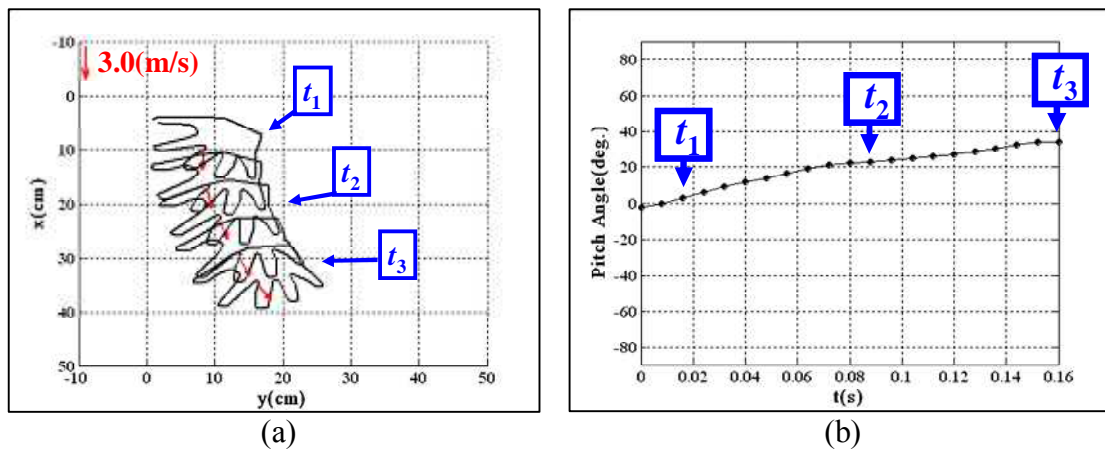 -10
0
10
20
30
40
50
x(cm)
3.0(m/s)
t1
t2
t3
-10 0 10 20 30 40 50
y(cm)
(a)
80
60
40
20
0
-20
-40
-60
-80
Pitch Angle(deg.)
t1
t2
t3
0 0.02 0.04 0.06 0.08 0.1 0.12 0.14 0.16
t(s)
(b)